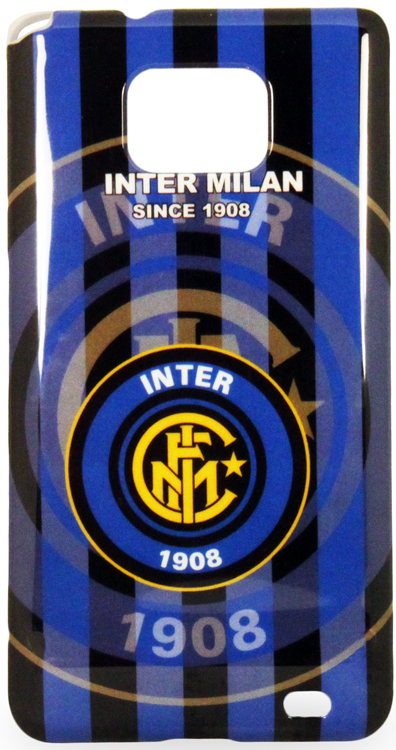 INTER MILAN
SINCE 1908
INTER
INTER
FCIM
1908
1908